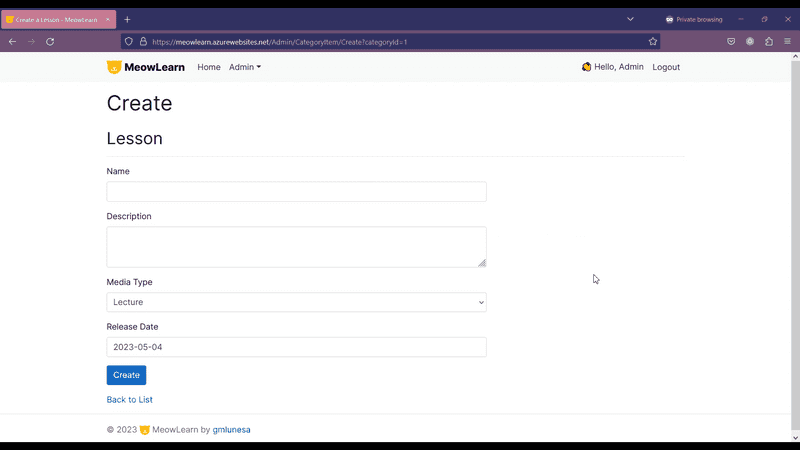 Create a Lesson - MeowLearn
Private browsing
https://meowlearn.azurewebsites.net/Admin/CategoryItem/Create?categoryId=1
MeowLearn Home Admin Hello, Admin Logout
Create
Lesson
Name
Description
Media Type
Lecture
Release Date
2023-05-04
Create
Back to List
© 2023 MeowLearn by gmlunesa